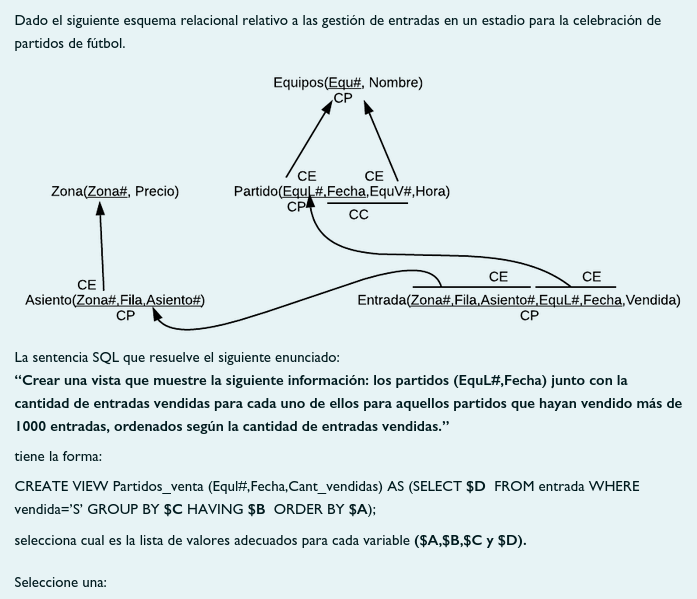 Dado el siguiente esquema relacional relativo a las gestión de entradas en un estadio para la celebración de
partidos de fútbol.
Equipos(Equ#, Nombre)
CP
CE CE
Zona(Zona#, Precio) Partido(EquL#,Fecha,EquV#,Hora)
CP CC
CE CE CE
Asiento(Zona#,Fila,Asiento#) Entrada(Zona#,Fila,Asiento#,EquL#,Fecha,Vendida)
CP CP
La sentencia SQL que resuelve el siguiente enunciado:
“Crear una vista que muestre la siguiente información: los partidos (EquL#,Fecha) junto con la
cantidad de entradas vendidas para cada uno de ellos para aquellos partidos que hayan vendido más de
1000 entradas, ordenados según la cantidad de entradas vendidas.”
tiene la forma:
CREATE VIEW Partidos_venta (Equl#,Fecha,Cant_vendidas) AS (SELECT $D FROM entrada WHERE
vendida=’S’ GROUP BY $C HAVING $B ORDER BY $A);
selecciona cual es la lista de valores adecuados para cada variable ($A,$B,$C y $D).
Seleccione una: